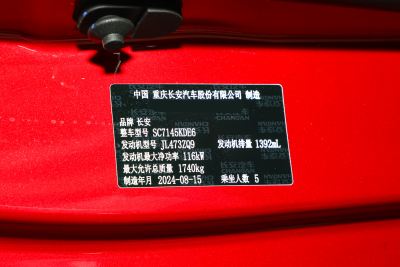 中国 重庆长安汽车股份有限公司 制造
品牌 长安
整车型号 SC7145KDE6
发动机型号 JL473ZQ9 发动机排量 1392mL
发动机最大净功率 116kW
最大允许总质量 1740kg
制造年月 2024-08-15 乘坐人数 5